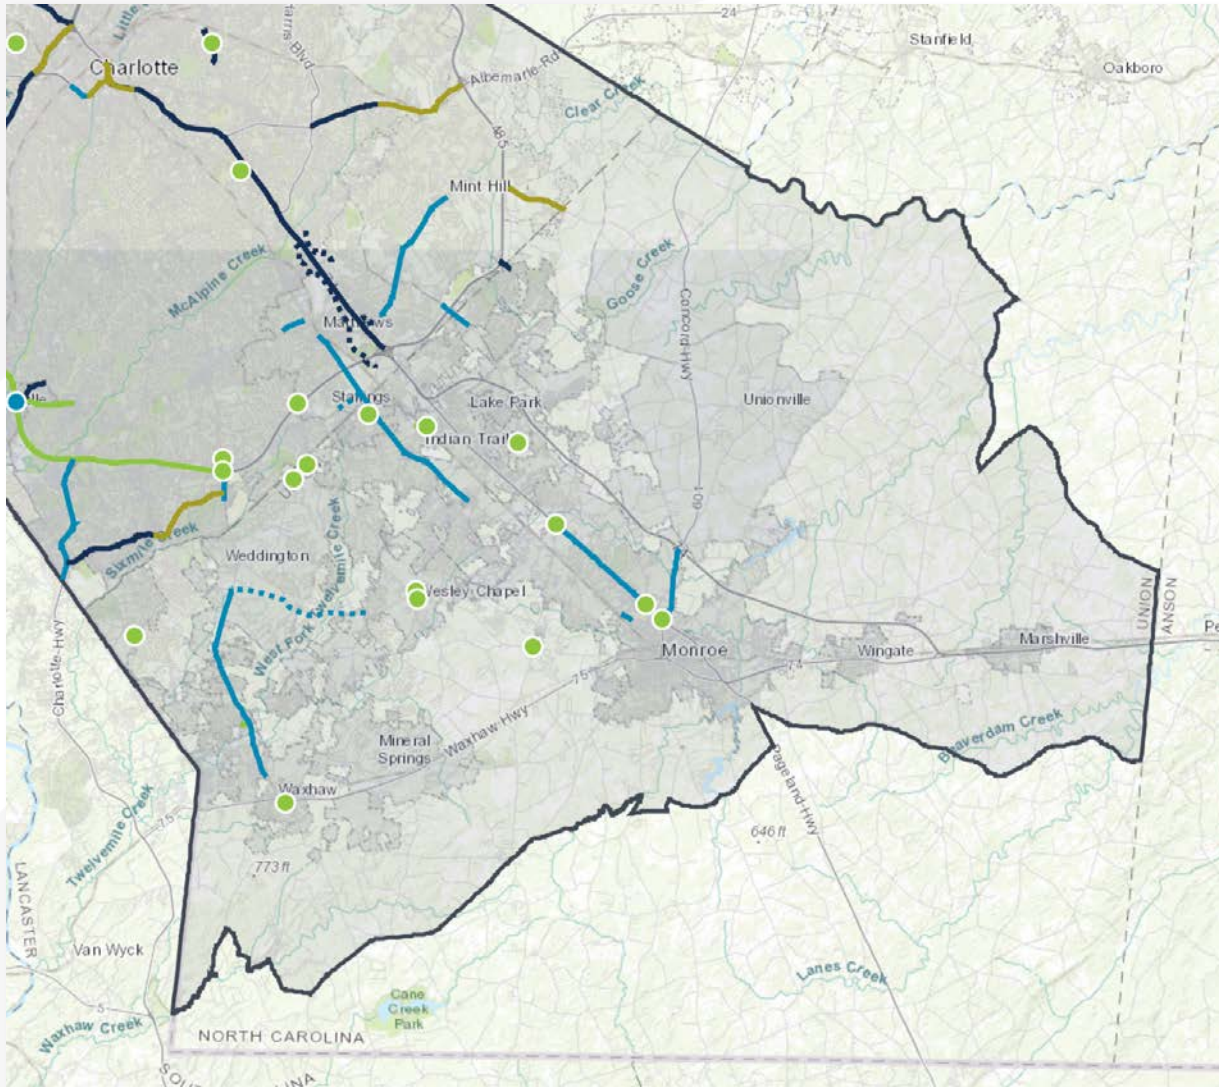 24
Stanfield
Oakboro
Charlotte
Albemarle-Rd
Clear Creek
485
Mint Hill
McAlpine Creek
Goose Creek
Concord-Hwy
Lake Park
Unionville
Indian Trail
601
Sixmile Creek
Weddington
Wesley Chapel
West Fork Twelvemile Creek
UNION
ANSON
Charlotte-Hwy
Monroe
Wingate
Marshville
74
75
Mineral
Springs
Waxhaw-Hwy
Beaverdam Creek
Waxhaw
Pageland-Hwy
75
Twelvemile Creek
646 ft
773 ft
LANCASTER
Van Wyck
Lanes Creek
Cane
Creek
Park
5
Waxhaw Creek
NORTH CAROLINA